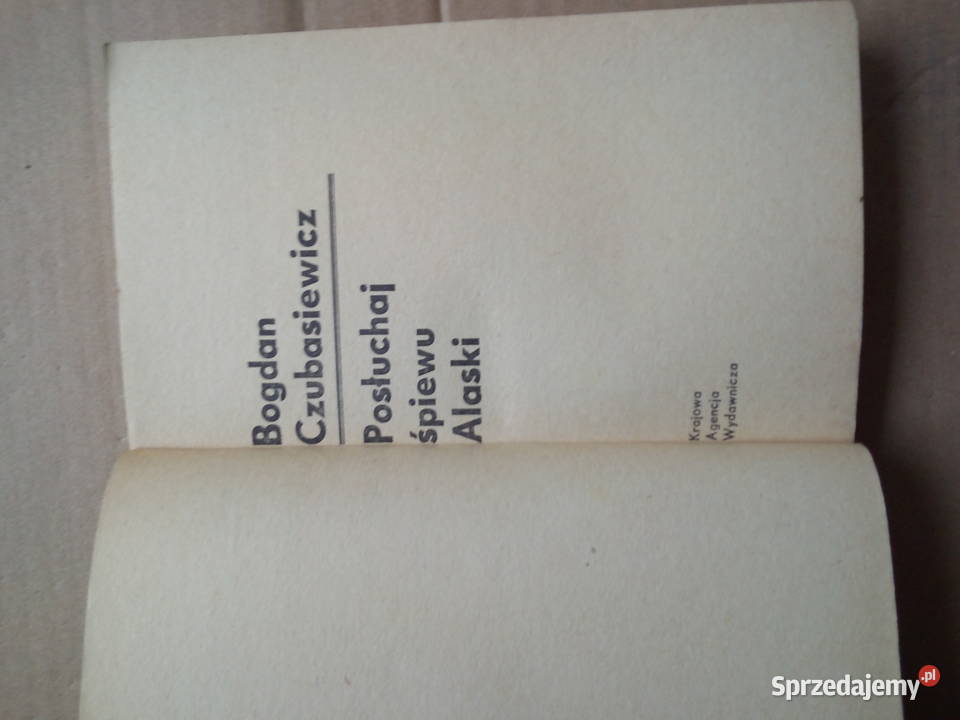 Bogdan
Czubasiewicz
Posłuchaj
śpiewu
Alaski
Krajowa
Agencja
Wydawnicza
Sprzedajemy.pl